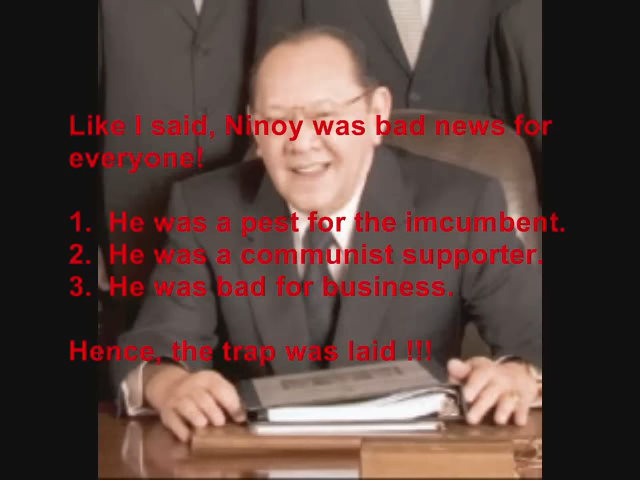 Like I said, Ninoy was bad news for
everyone!
1. He was a pest for the imcumbent.
2. He was a communist supporter.
3. He was bad for business.
Hence, the trap was laid !!!